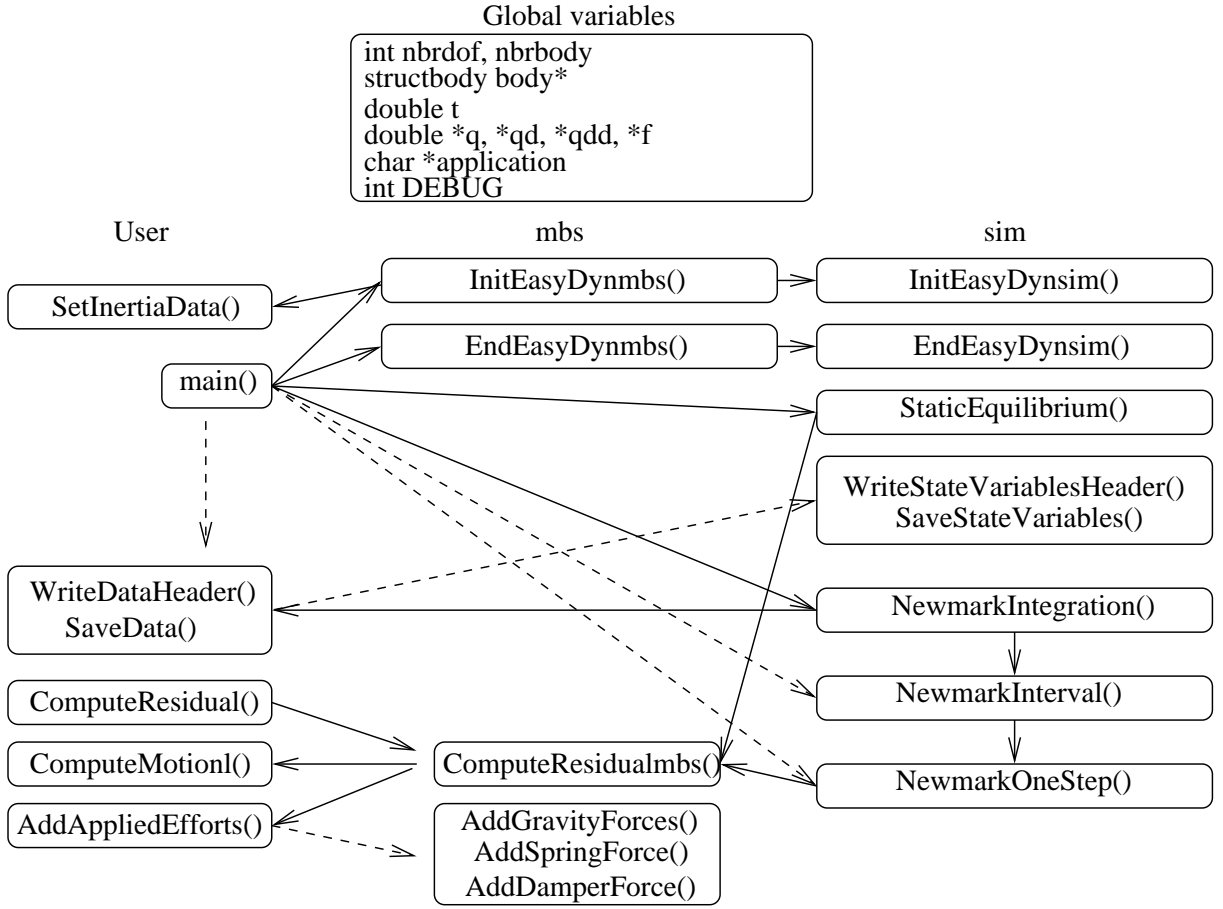 Global variables
int nbrdof, nbrbody
structbody body*
double t
double *q, *qd, *qdd, *f
char *application
int DEBUG
User
mbs
sim
InitEasyDynmbs()
InitEasyDynsim()
SetInertiaData()
EndEasyDynmbs()
EndEasyDynsim()
main()
StaticEquilibrium()
WriteStateVariablesHeader()
SaveStateVariables()
WriteDataHeader()
SaveData()
NewmarkIntegration()
ComputeResidual()
NewmarkInterval()
ComputeMotionl()
ComputeResidualmbs()
NewmarkOneStep()
AddAppliedEfforts()
AddGravityForces()
AddSpringForce()
AddDamperForce()